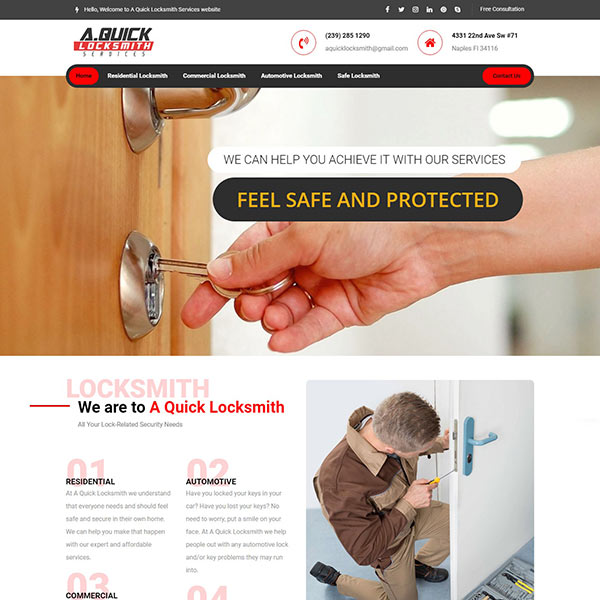 Hello, Welcome to A Quick Locksmith Services website
Free Consultation
A.QUICK
LOCKSMITH
SERVICES
(239) 285 1290
aquicklocksmith@gmail.com
4331 22nd Ave Sw #71
Naples Fl 34116
Home
Residential Locksmith
Commercial Locksmith
Automotive Locksmith
Safe Locksmith
Contact Us
WE CAN HELP YOU ACHIEVE IT WITH OUR SERVICES
FEEL SAFE AND PROTECTED
LOCKSMITH
We are to A Quick Locksmith
All Your Lock-Related Security Needs
01
RESIDENTIAL
At A Quick Locksmith we understand
that everyone needs and should feel
safe and secure in their own home.
We can help you make that happen
with our expert and affordable
services.
02
AUTOMOTIVE
Have you locked your keys in your
car? Have you lost your keys? No
need to worry, put a smile on your
face. At A Quick Locksmith we help
people out with any automotive lock
and/or key problems they may run
into.
03
COMMERCIAL
04